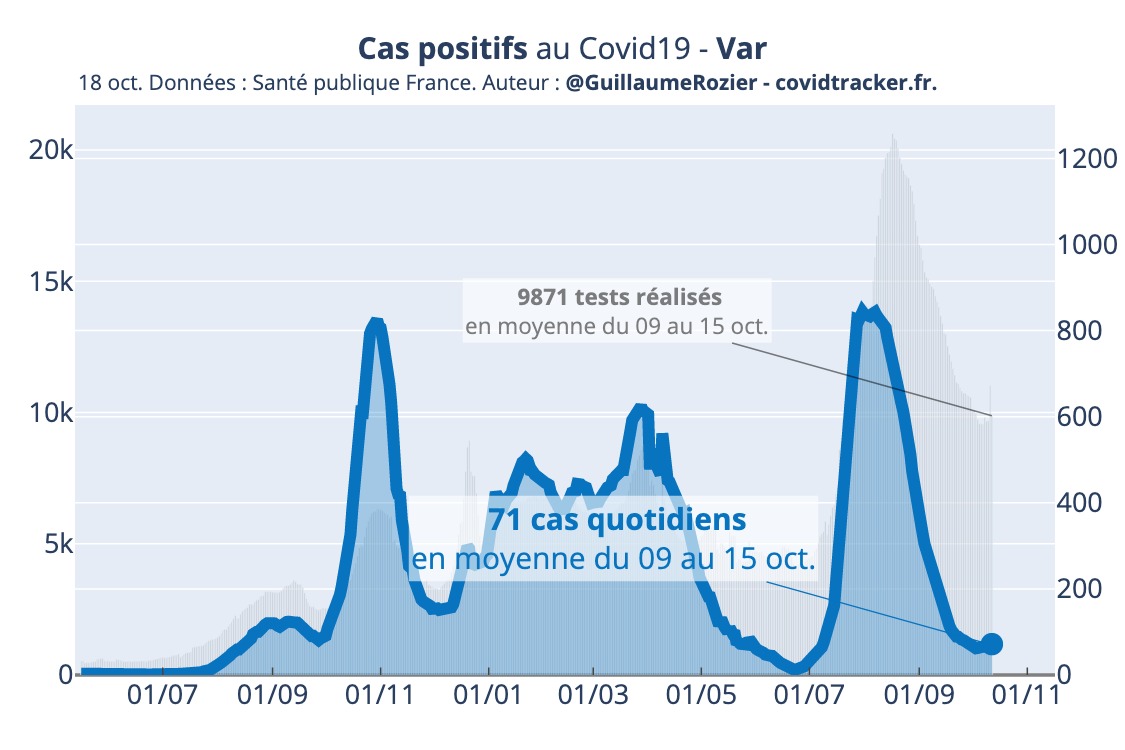 Cas positifs au Covid19 - Var
18 oct. Données : Santé publique France. Auteur : @GuillaumeRozier - covidtracker.fr.
20k
1200
1000
15k
9871 tests réalisés
en moyenne du 09 au 15 oct.
800
10k
600
400
71 cas quotidiens
5k
en moyenne du 09 au 15 oct.
200
0
0
01/07 01/09 01/11 01/01 01/03 01/05 01/07 01/09 01/11